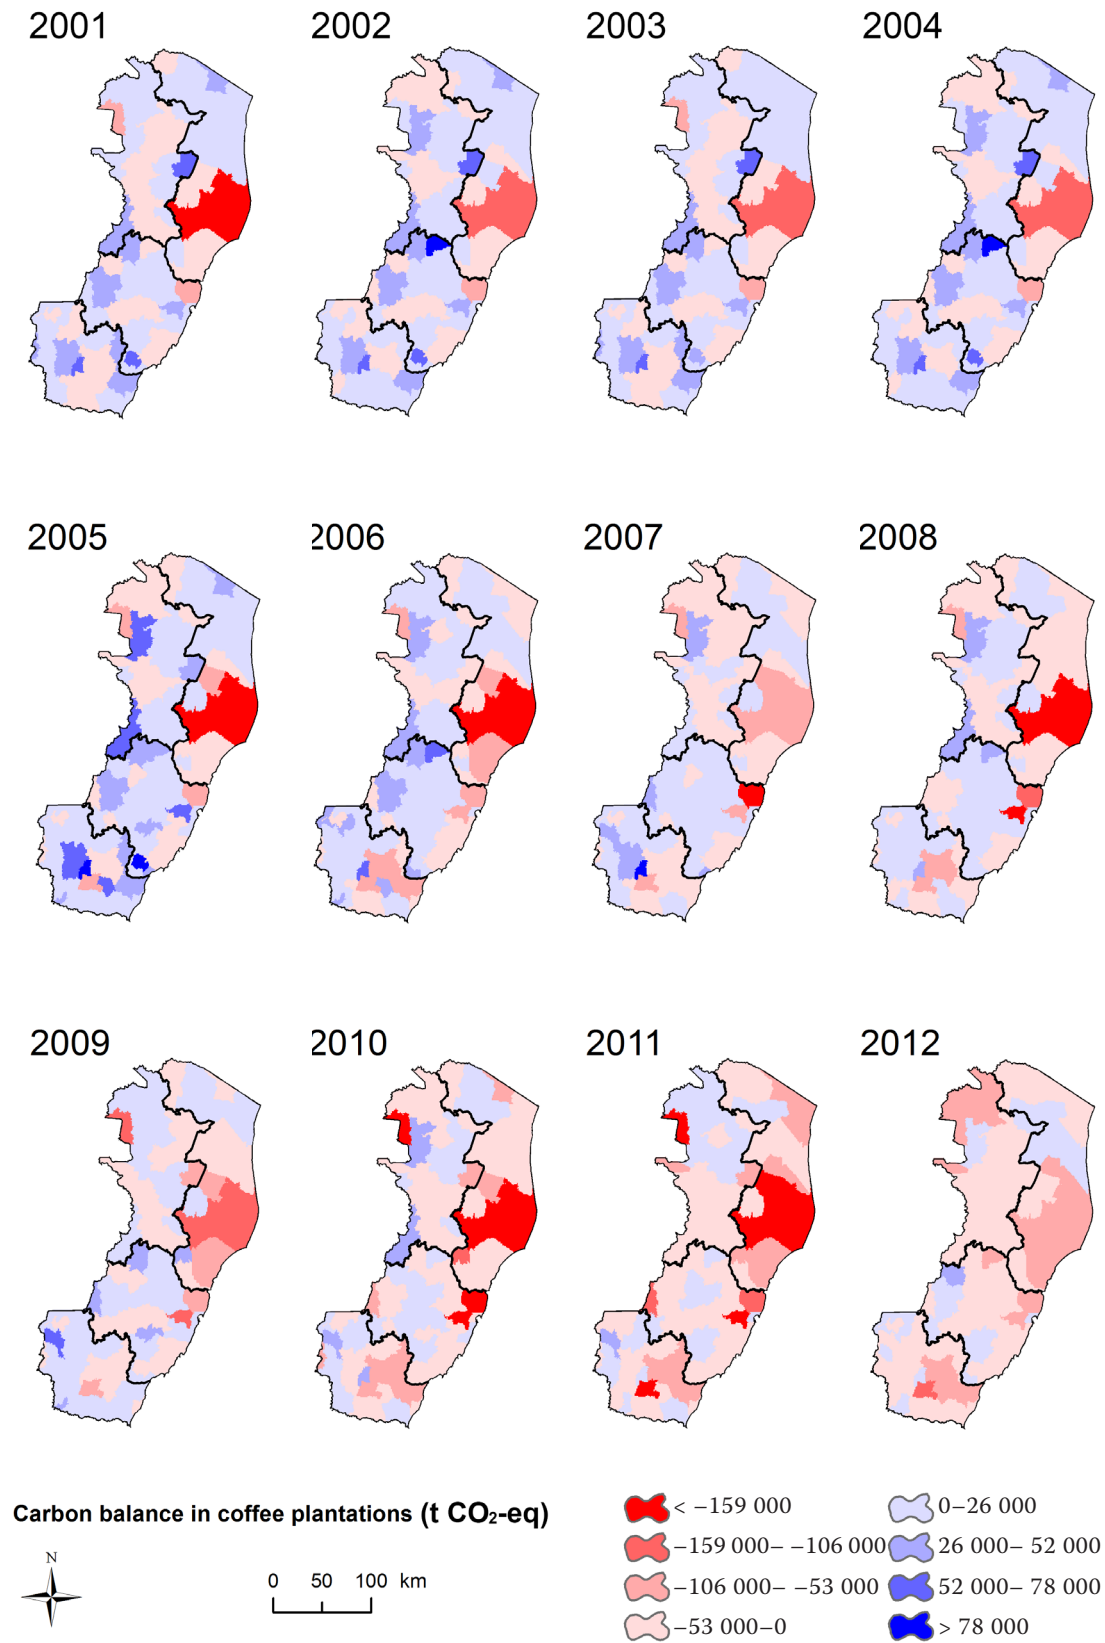 2001 2002 2003 2004
2005 2006 2007 2008
2009 2010 2011 2012
Carbon balance in coffee plantations (t CO₂-eq)
N
0 50 100 km
< −159 000
−159 000– −106 000
−106 000– −53 000
−53 000–0
0–26 000
26 000– 52 000
52 000– 78 000
> 78 000